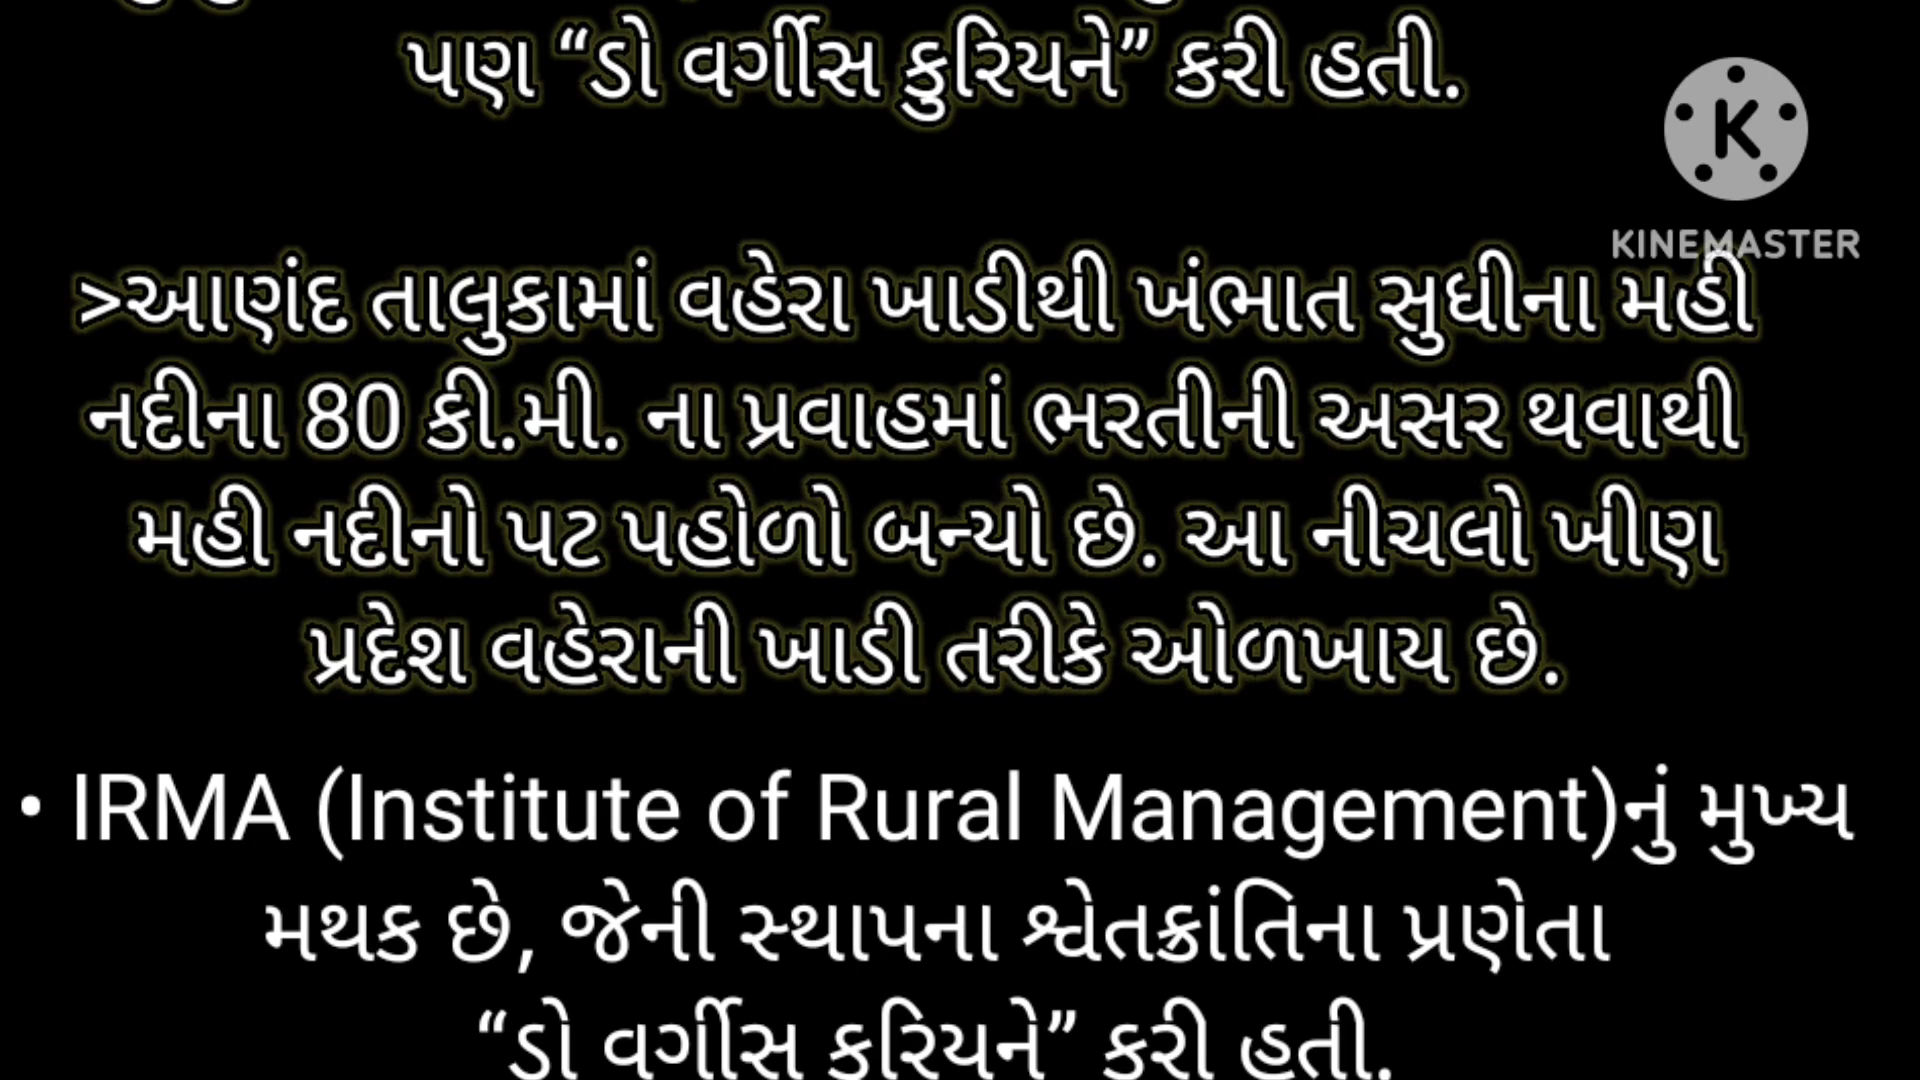 પણ “ડો વર્ગીસ કુરિયને” કરી હતી.
K
KINEMASTER
>આણંદ તાલુકામાં વહેરા ખાડીથી ખંભાત સુધીના મહી
નદીના 80 કી.મી. ના પ્રવાહમાં ભરતીની અસર થવાથી
મહી નદીનો પટ પહોળો બન્યો છે. આ નીચલો ખીણ
પ્રદેશ વહેરાની ખાડી તરીકે ઓળખાય છે.
• IRMA (Institute of Rural Management)નું મુખ્ય
મથક છે, જેની સ્થાપના શ્વેતક્રાંતિના પ્રણેતા
“ડો વર્ગીસ કુરિયને” કરી હતી.